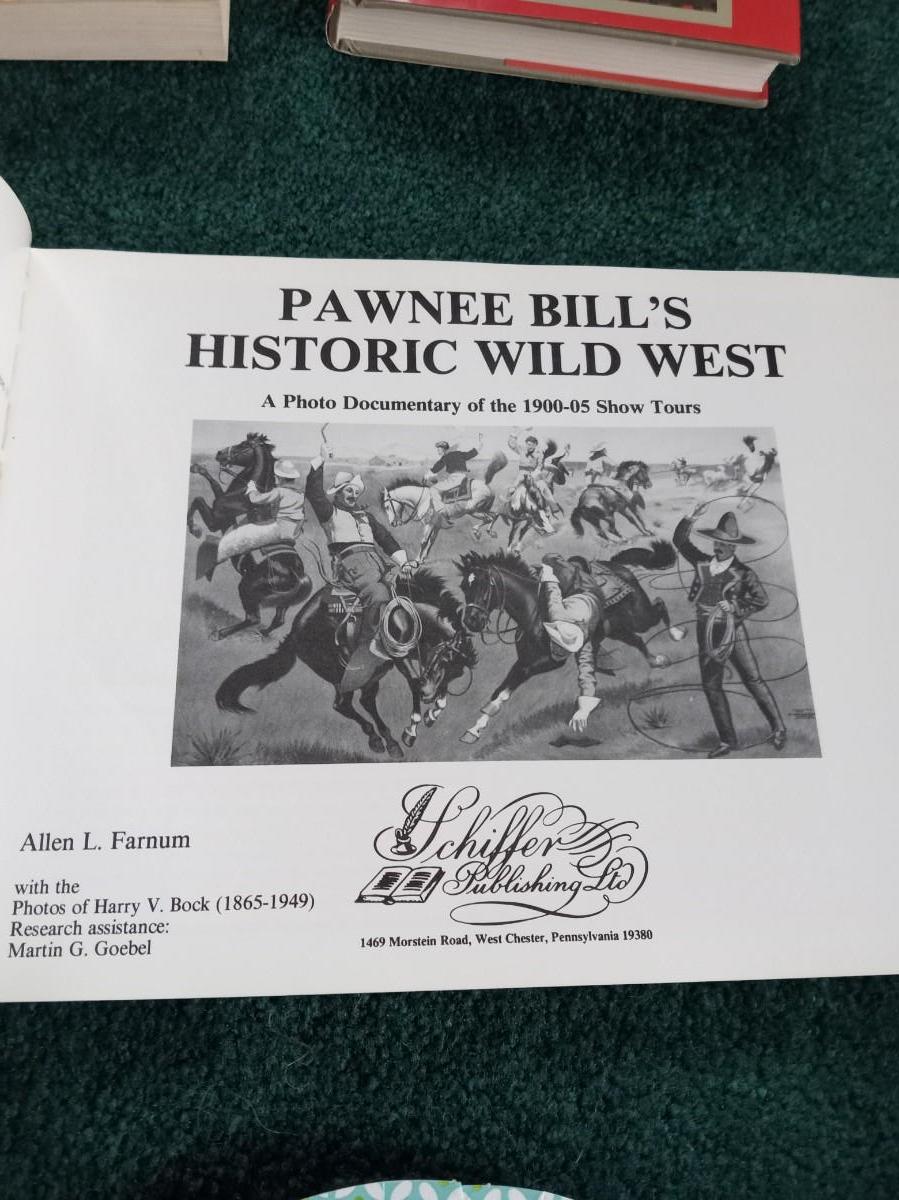 PAWNEE BILL'S
HISTORIC WILD WEST
A Photo Documentary of the 1900-05 Show Tours
Allen L. Farnum
with the
Photos of Harry V. Bock (1865-1949)
Research assistance:
Martin G. Goebel
Schiffer
Publishing Ltd
1469 Morstein Road, West Chester, Pennsylvania 19380